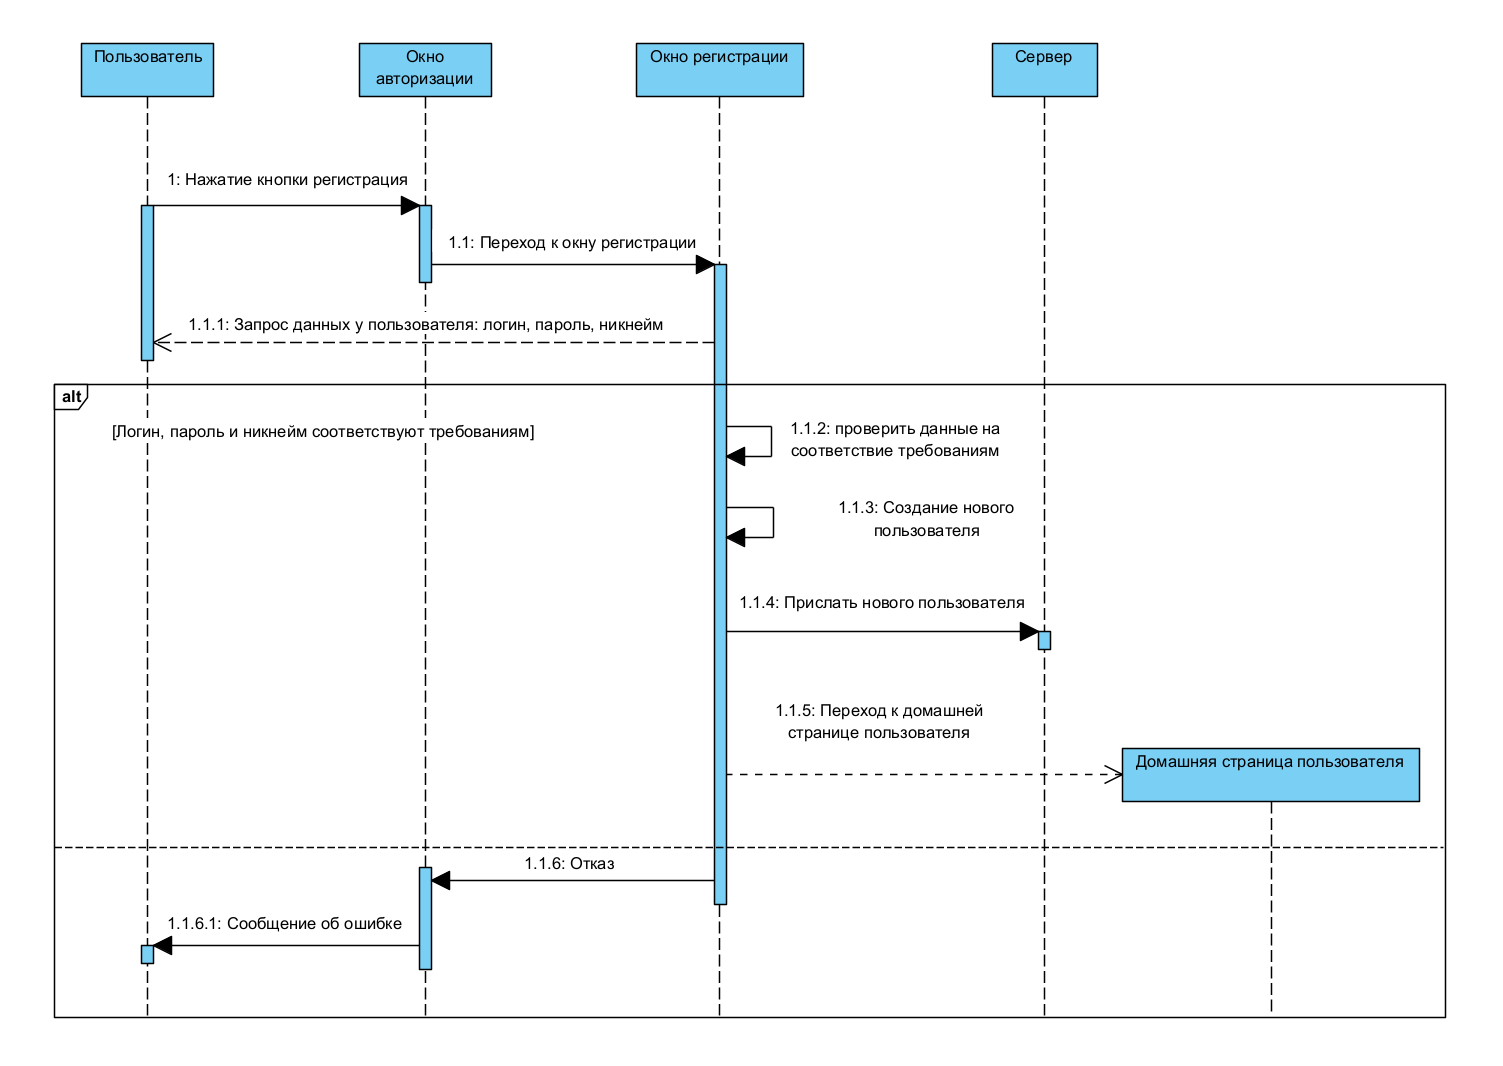 Пользователь
Окно
авторизации
Окно регистрации
Сервер
1: Нажатие кнопки регистрация
1.1: Переход к окну регистрации
1.1.1: Запрос данных у пользователя: логин, пароль, никнейм
alt
[Логин, пароль и никнейм соответствуют требованиям]
1.1.2: проверить данные на
соответствие требованиям
1.1.3: Создание нового
пользователя
1.1.4: Прислать нового пользователя
1.1.5: Переход к домашней
странице пользователя
Домашняя страница пользователя
1.1.6: Отказ
1.1.6.1: Сообщение об ошибке